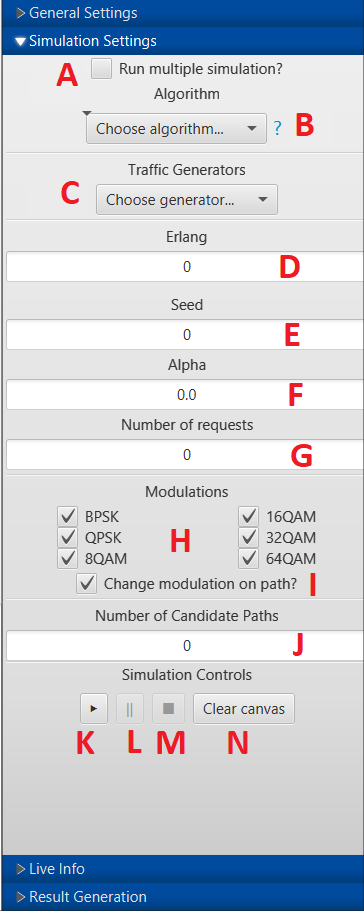 General Settings
Simulation Settings
A Run multiple simulation?
Algorithm
Choose algorithm... ? B
Traffic Generators
C Choose generator...
Erlang
0 D
Seed
0 E
Alpha
0.0 F
Number of requests
0 G
Modulations
BPSK 16QAM
QPSK H 32QAM
8QAM 64QAM
Change modulation on path? I
Number of Candidate Paths
0 J
Simulation Controls
Clear canvas
K L M N
Live Info
Result Generation